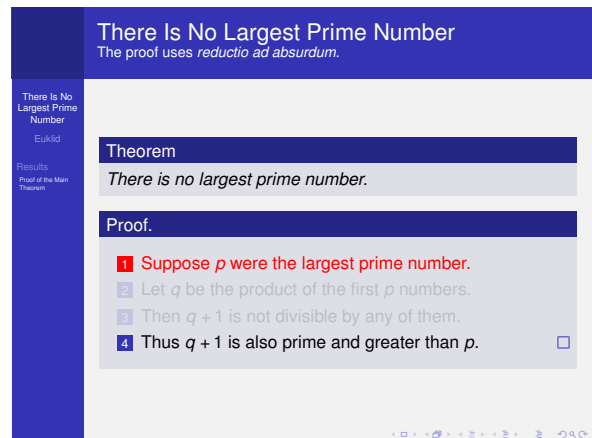 There Is No Largest Prime Number
The proof uses reductio ad absurdum.
There Is No
Largest Prime
Number
Euklid
Results
Proof of the Main
Theorem
Theorem
There is no largest prime number.
Proof.
1 Suppose p were the largest prime number.
2 Let q be the product of the first p numbers.
3 Then q + 1 is not divisible by any of them.
4 Thus q + 1 is also prime and greater than p.